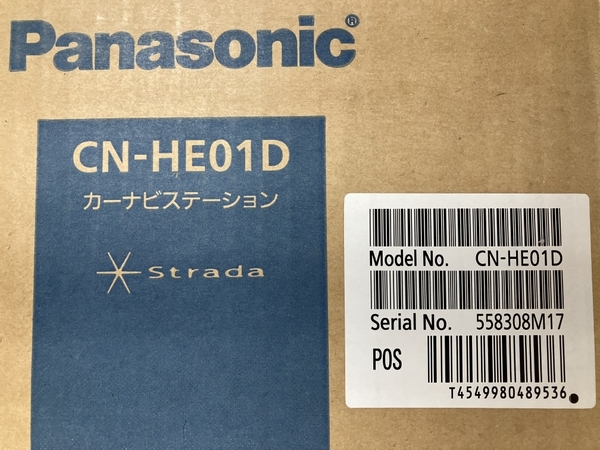 Panasonic®
CN-HE01D
カーナビステーション
Strada
Model No. CN-HE01D
Serial No. 558308M17
POS
T4549980489536